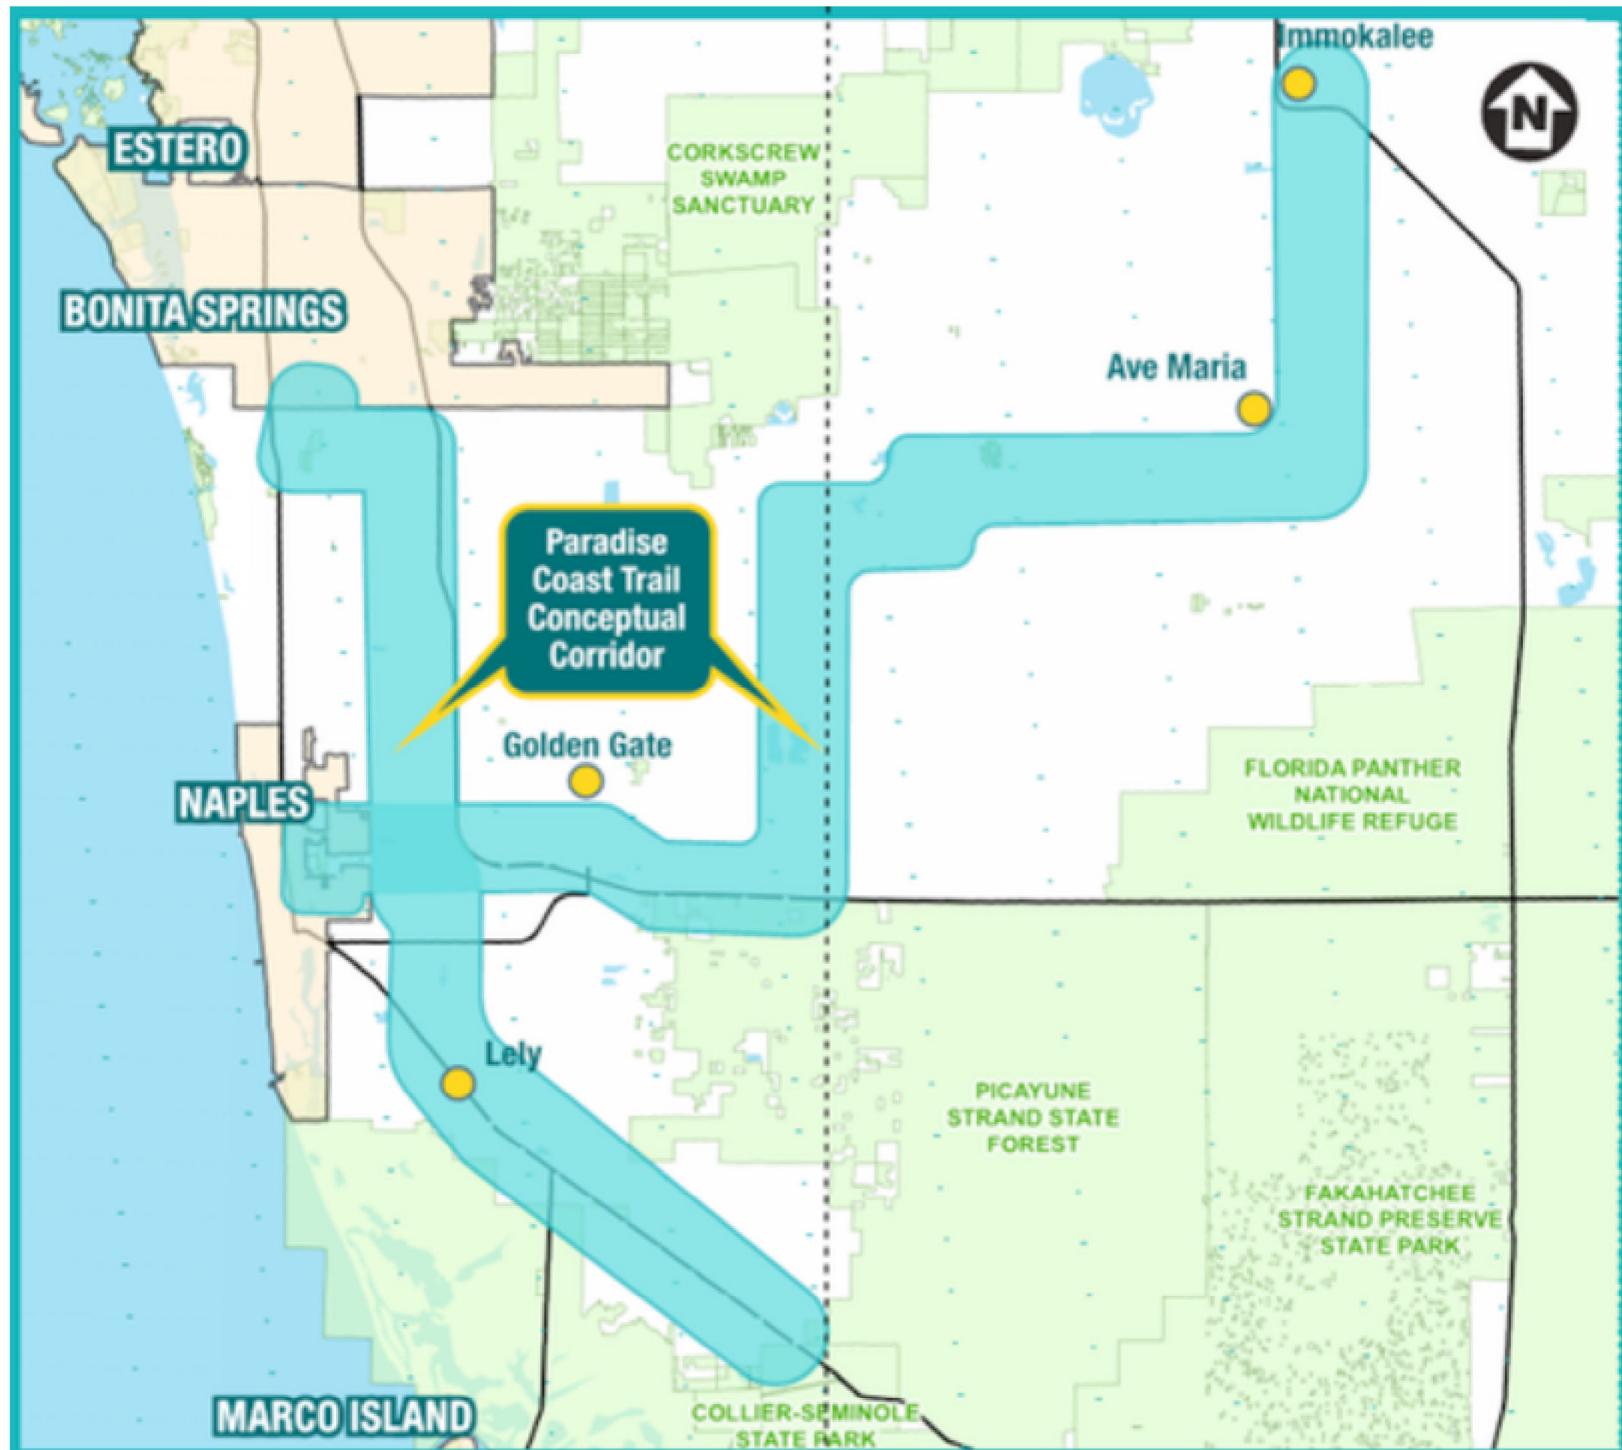 Immokalee
N
ESTERO
CORKSCREW
SWAMP
SANCTUARY
BONITA SPRINGS
Ave Maria
Paradise
Coast Trail
Conceptual
Corridor
Golden Gate
NAPLES
FLORIDA PANTHER
NATIONAL
WILDLIFE REFUGE
Lely
PICAYUNE
STRAND STATE
FOREST
FAKAHATCHEE
STRAND PRESERVE
STATE PARK
MARCO ISLAND
COLLIER-SEMINOLE
STATE PARK